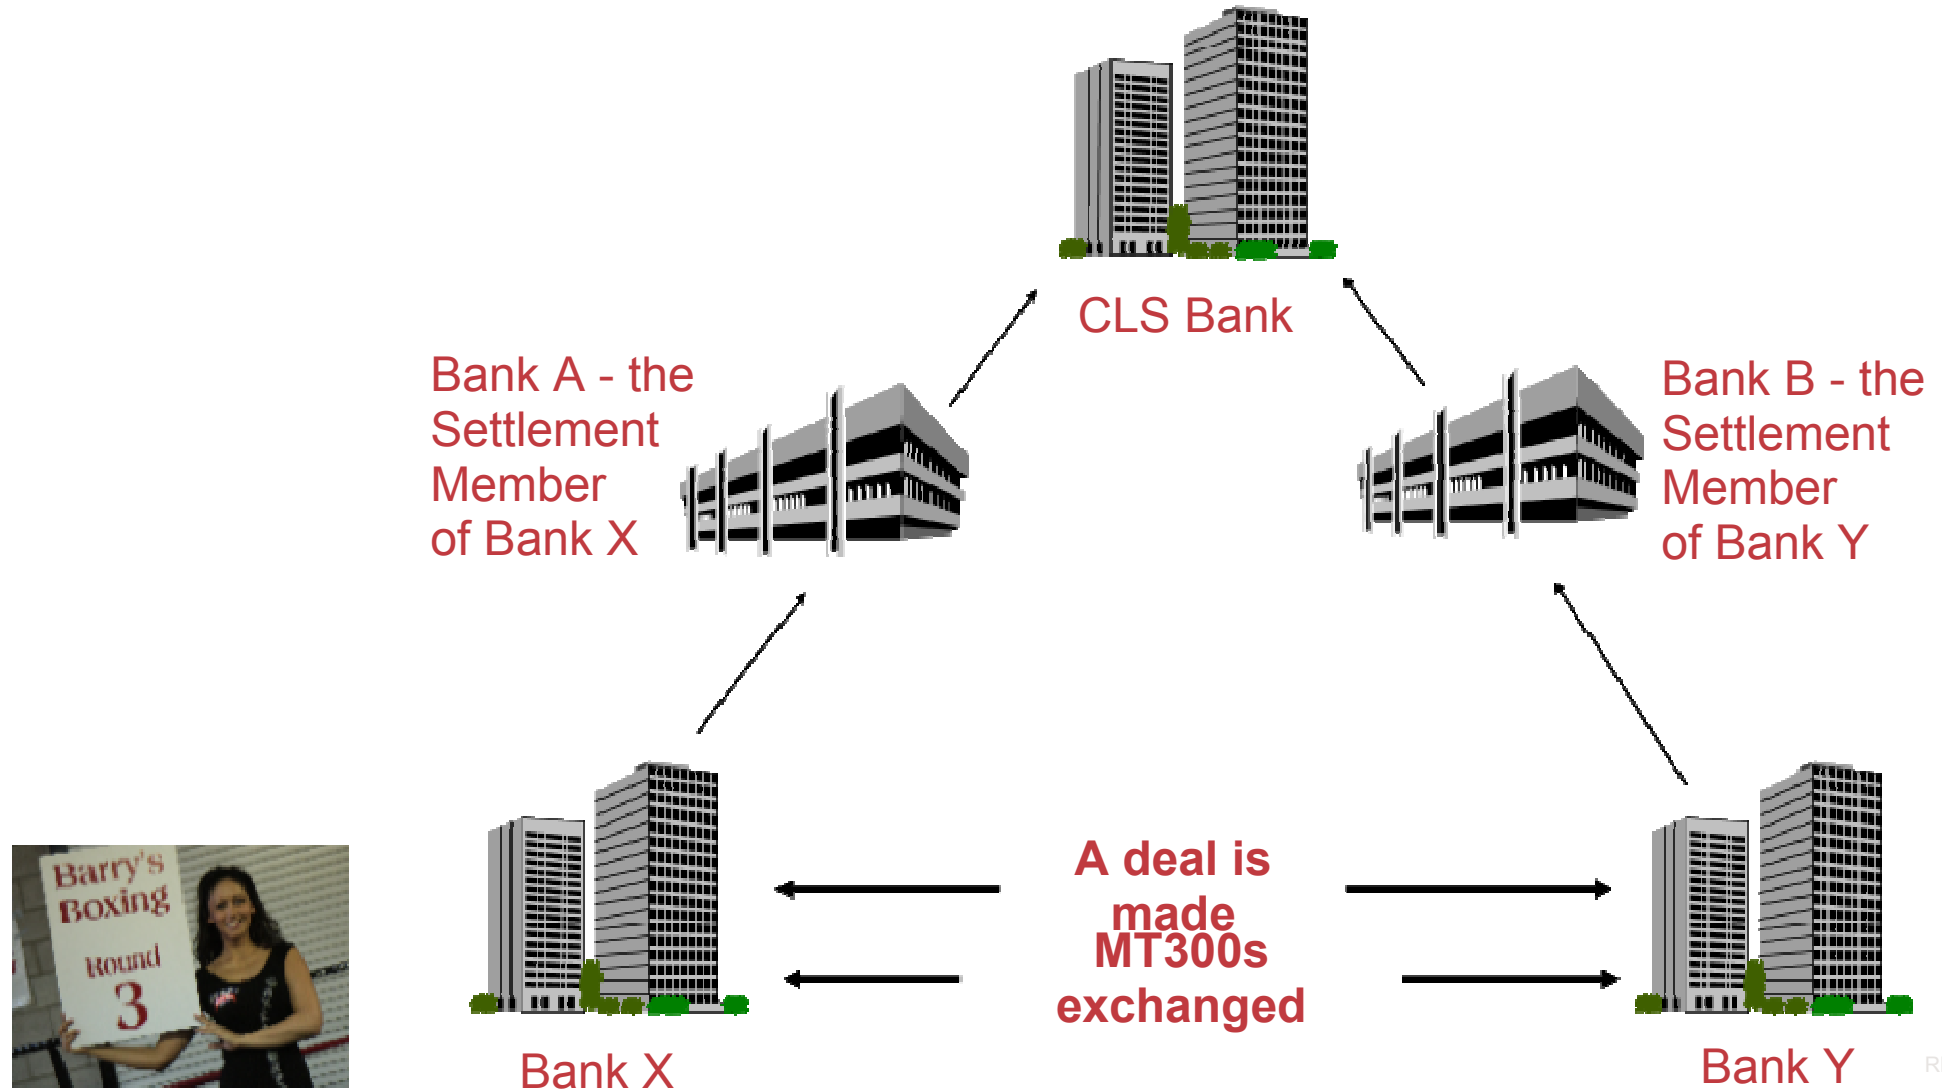 CLS Bank
Bank A - the
Settlement
Member
of Bank X
Bank B - the
Settlement
Member
of Bank Y
A deal is
made
MT300s
exchanged
Barry's
Boxing
Round
3
Bank X
Bank Y